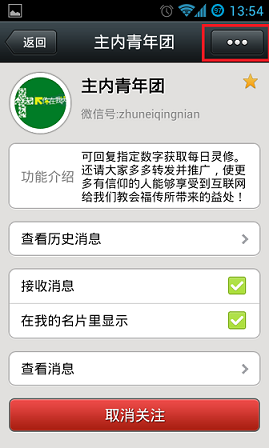 13:54
返回
主内青年团
主内青年团
微信号:zhuneiqingnian
功能介绍
可回复指定数字获取每日灵修。
还请大家多多转发并推广，使更
多有信仰的人能够享受到互联网
给我们教会福传所带来的益处！
查看历史消息
接收消息
在我的名片里显示
查看消息
取消关注